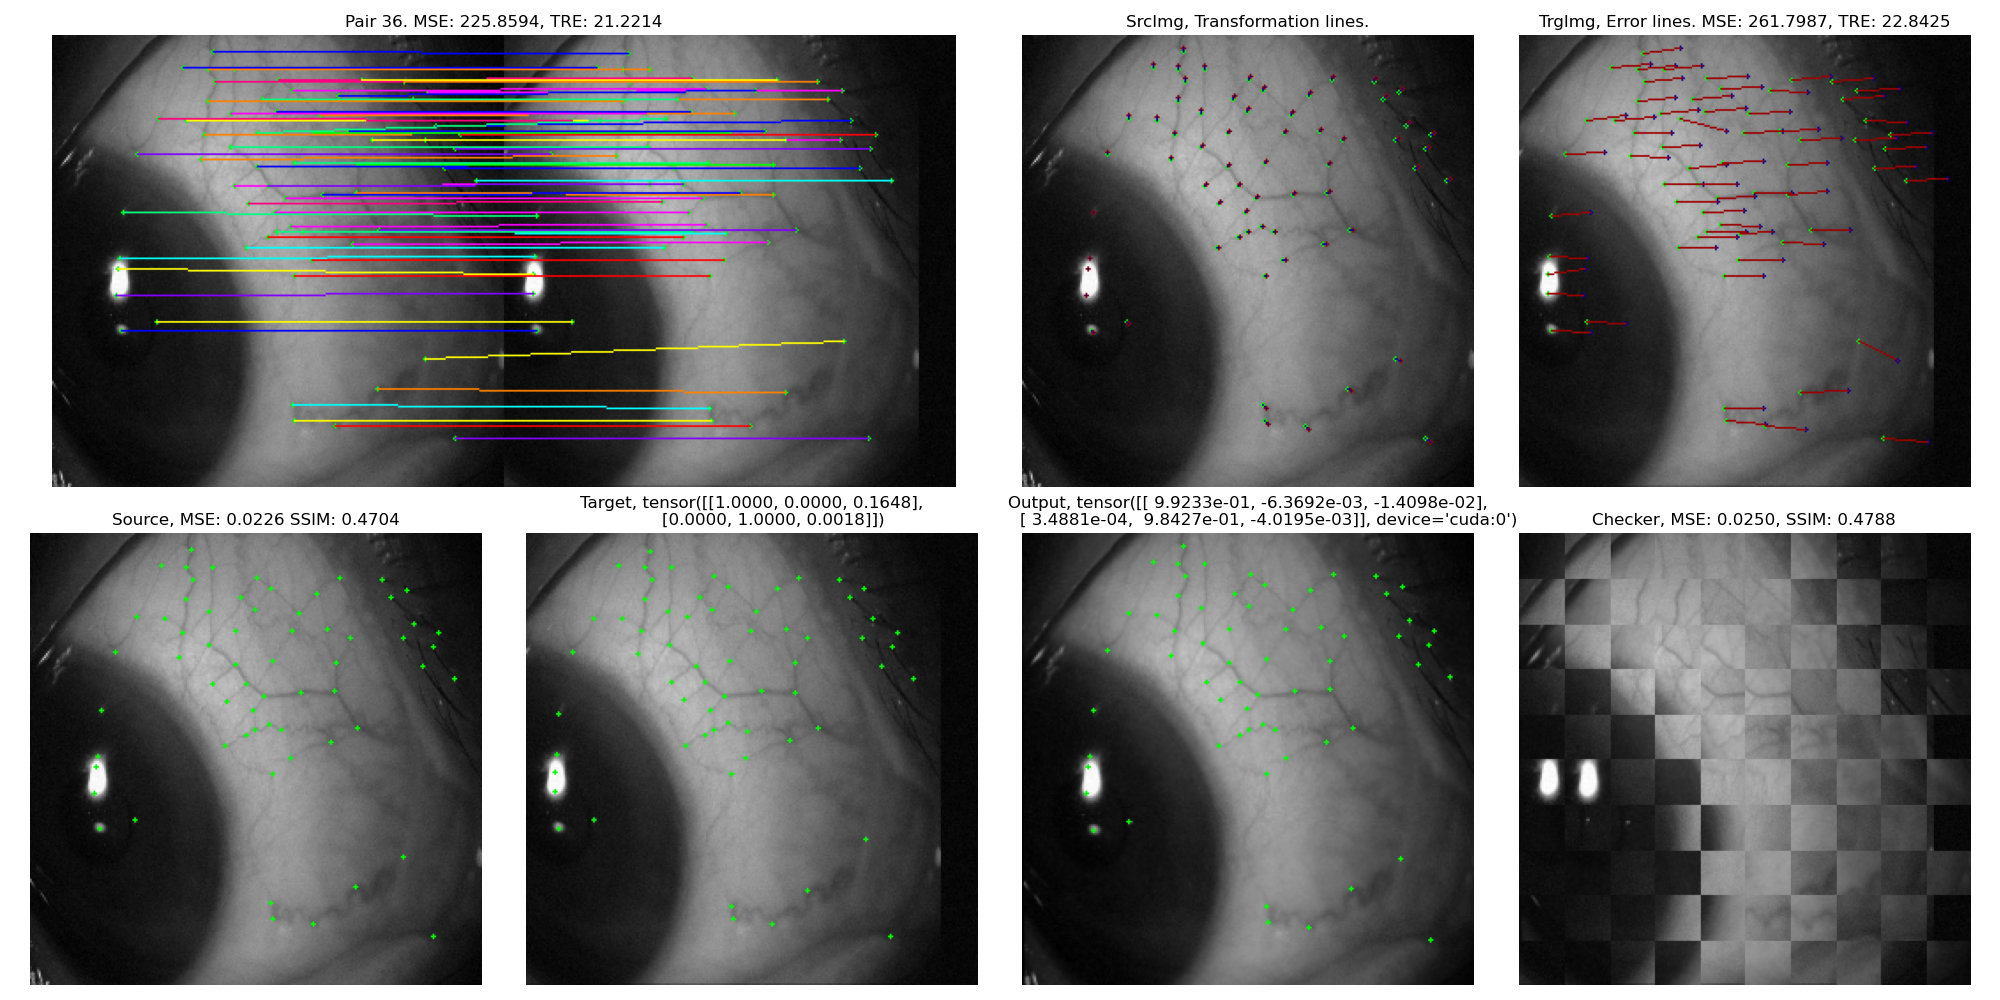 Pair 36. MSE: 225.8594, TRE: 21.2214
SrcImg, Transformation lines.
TrgImg, Error lines. MSE: 261.7987, TRE: 22.8425
Source, MSE: 0.0226 SSIM: 0.4704
Target, tensor([[1.0000, 0.0000, 0.1648],
[0.0000, 1.0000, 0.0018]])
Output, tensor([[ 9.9233e-01, -6.3692e-03, -1.4098e-02],
[ 3.4881e-04,  9.8427e-01, -4.0195e-03]], device='cuda:0')
Checker, MSE: 0.0250, SSIM: 0.4788